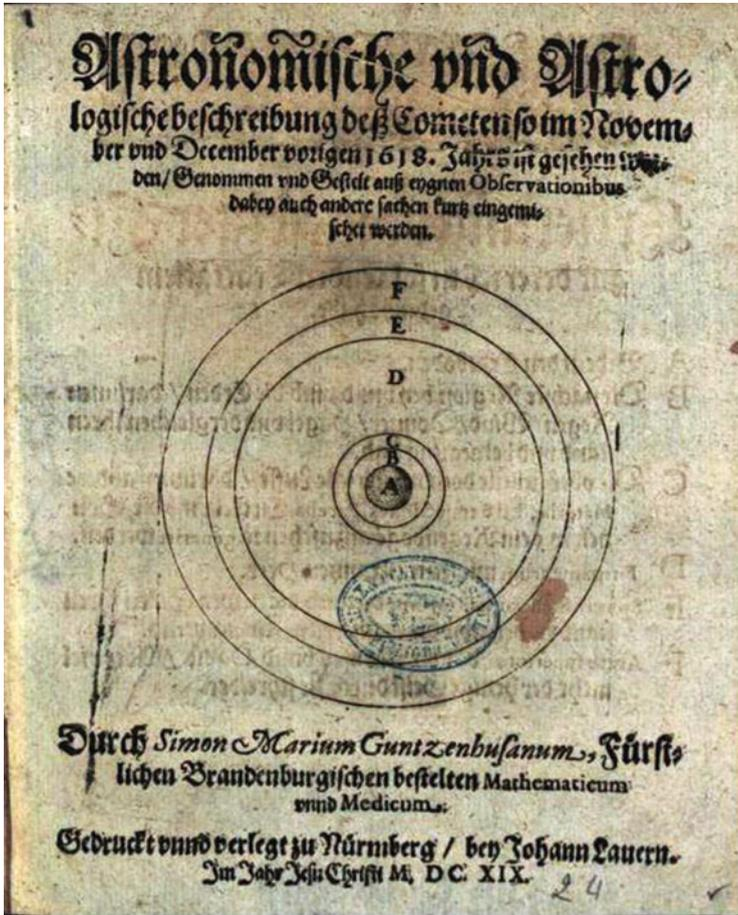 Astroñom̃ische vñd Astro-
logische beschreibung deß Cometen so im Novem-
ber vnd December vorigen 1618. Jahrs ist gesehen wor-
den/ Genommen vnd Gestelt auß eygnen Observationibus
dabey auch andere sachen kurtz eingemi-
schet werden.
F
E
D
C
B
A
Durch Simon Marium Guntzenhusanum, Fürst-
lichen Brandenburgischen bestelten Mathematicum
vnnd Medicum.
Gedruckt vnnd verlegt zu Nürmberg / bey Johann Lauern.
Im Jahr Jesu Christi M. DC. XIX.
24